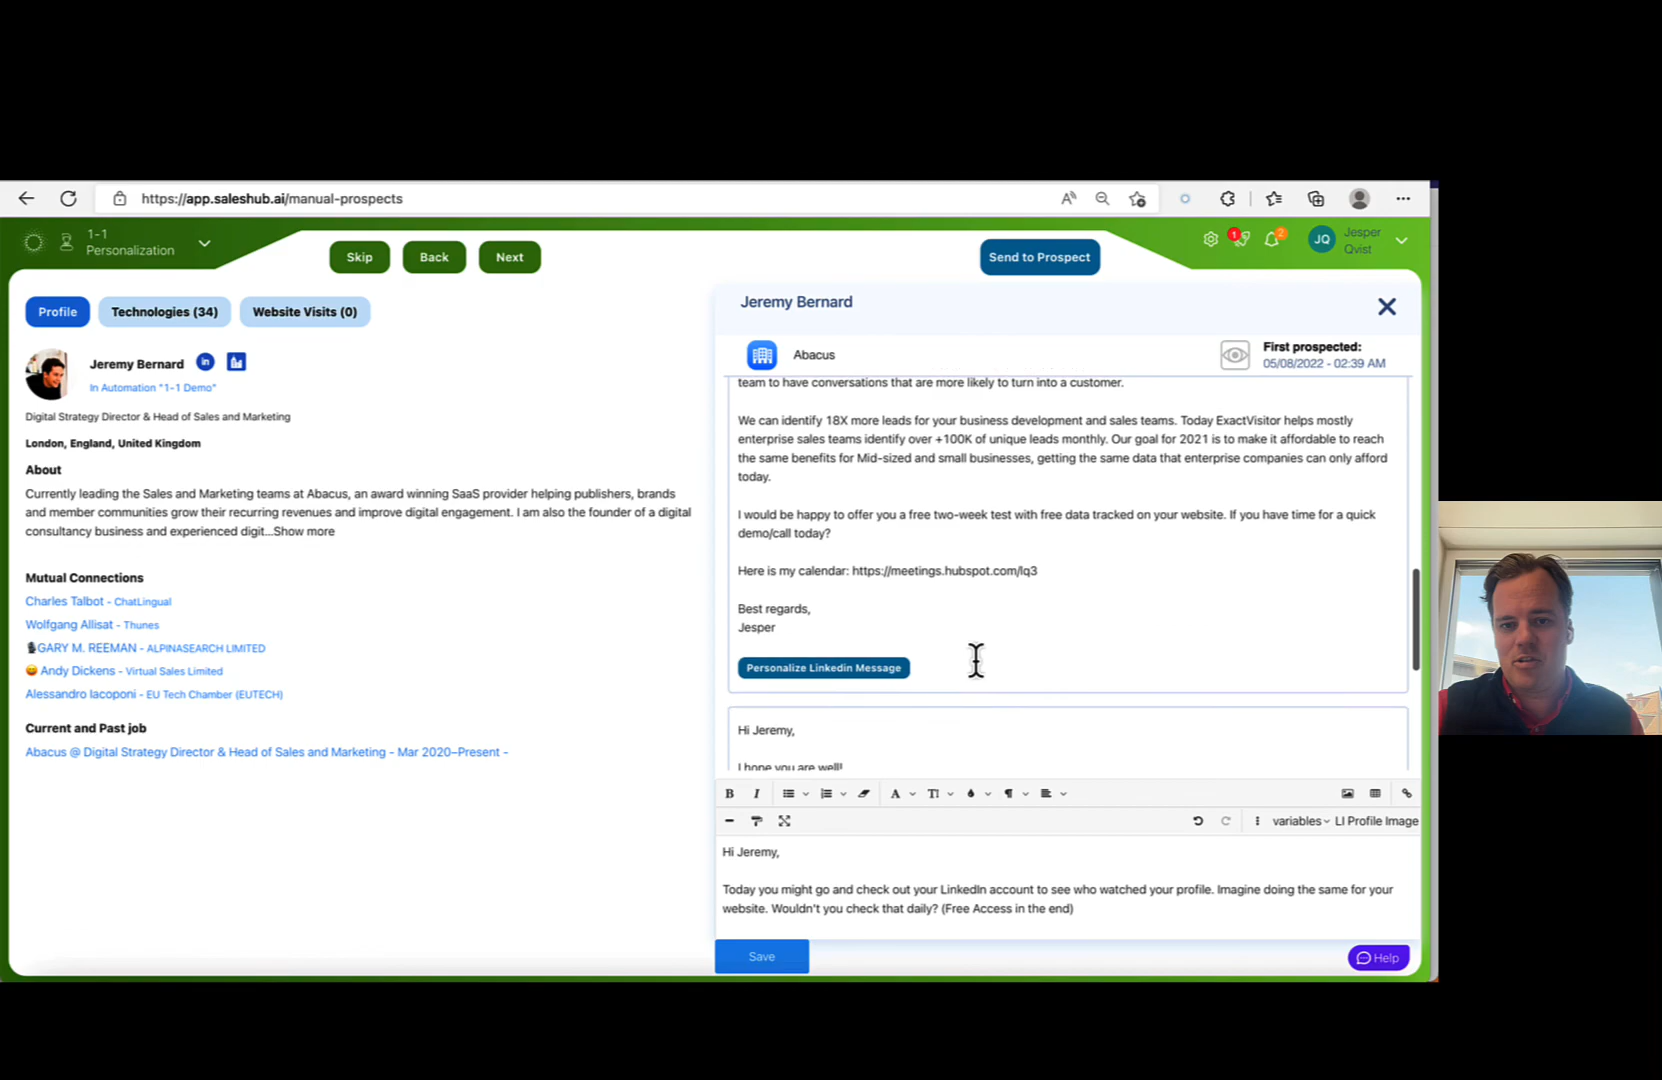 https://app.saleshub.ai/manual-prospects
1-1
Personalization
Skip
Back
Next
Send to Prospect
1
2
JQ
Jesper
Qvist
Profile
Technologies (34)
Website Visits (0)
Jeremy Bernard
in
In Automation "1-1 Demo"
Digital Strategy Director & Head of Sales and Marketing
London, England, United Kingdom
About
Currently leading the Sales and Marketing teams at Abacus, an award winning SaaS provider helping publishers, brands
and member communities grow their recurring revenues and improve digital engagement. I am also the founder of a digital
consultancy business and experienced digit...Show more
Mutual Connections
Charles Talbot - ChatLingual
Wolfgang Allisat - Thunes
GARY M. REEMAN - ALPINASEARCH LIMITED
Andy Dickens - Virtual Sales Limited
Alessandro Iacoponi - EU Tech Chamber (EUTECH)
Current and Past job
Abacus @ Digital Strategy Director & Head of Sales and Marketing - Mar 2020–Present -
Jeremy Bernard
Abacus
First prospected:
05/08/2022 - 02:39 AM
team to have conversations that are more likely to turn into a customer.
We can identify 18X more leads for your business development and sales teams. Today ExactVisitor helps mostly
enterprise sales teams identify over +100K of unique leads monthly. Our goal for 2021 is to make it affordable to reach
the same benefits for Mid-sized and small businesses, getting the same data that enterprise companies can only afford
today.
I would be happy to offer you a free two-week test with free data tracked on your website. If you have time for a quick
demo/call today?
Here is my calendar: https://meetings.hubspot.com/lq3
Best regards,
Jesper
Personalize Linkedin Message
Hi Jeremy,
I hope you are well!
variables
LI Profile Image
Hi Jeremy,
Today you might go and check out your LinkedIn account to see who watched your profile. Imagine doing the same for your
website. Wouldn't you check that daily? (Free Access in the end)
Save
Help